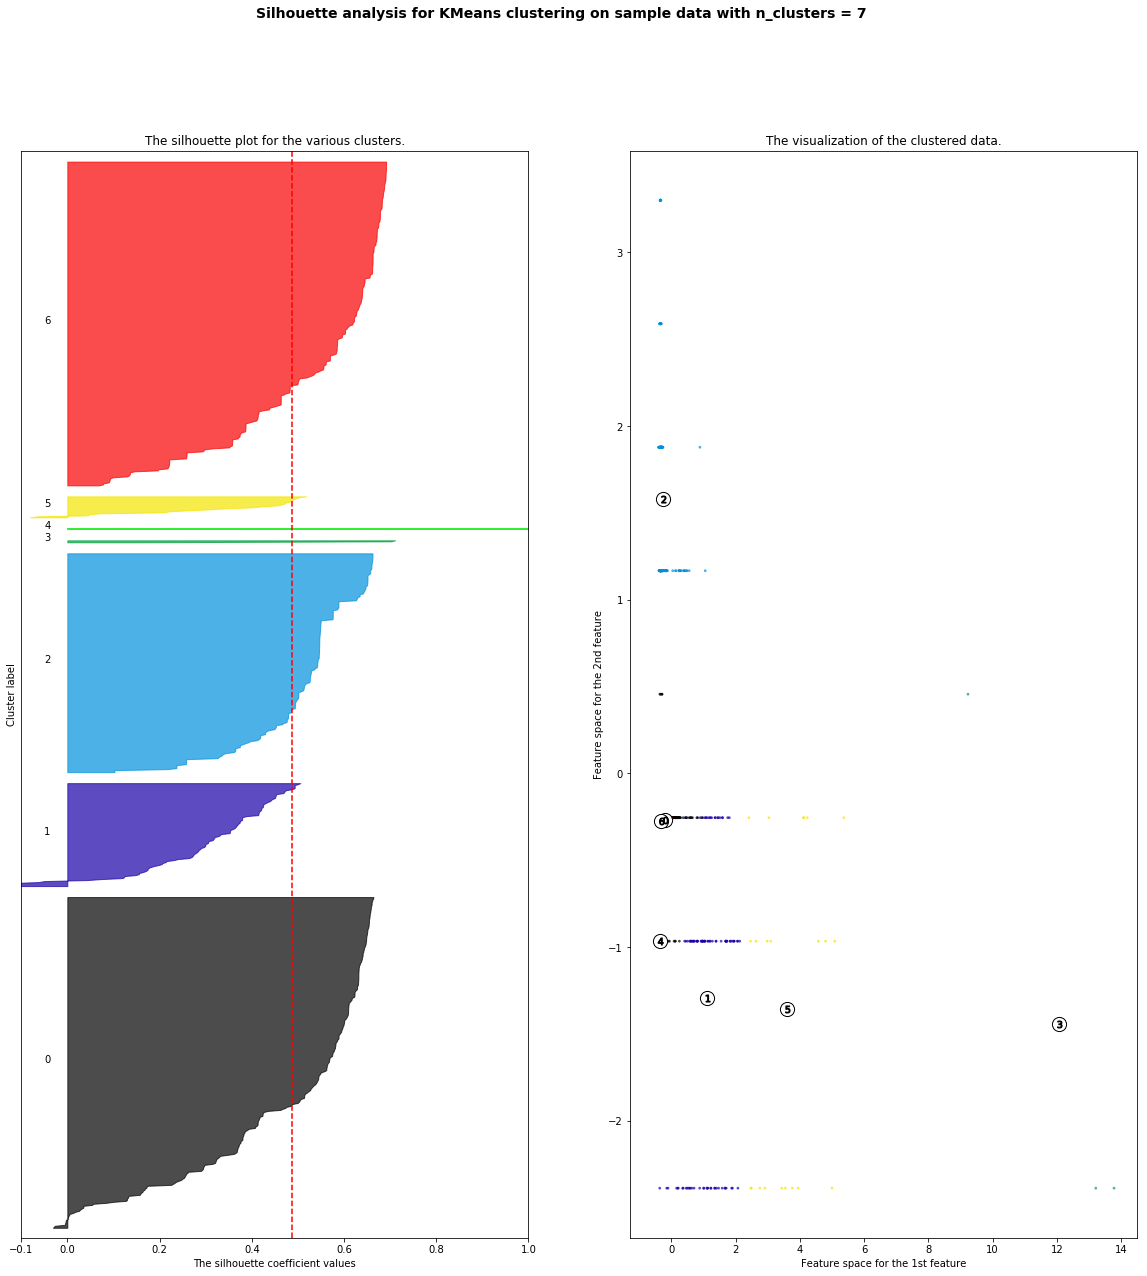 Silhouette analysis for KMeans clustering on sample data with n_clusters = 7
The silhouette plot for the various clusters.
6
5
4
3
2
1
0
Cluster label
−0.1 0.0 0.2 0.4 0.6 0.8 1.0
The silhouette coefficient values
The visualization of the clustered data.
3
2
1
0
−1
−2
Feature space for the 2nd feature
2
6 0
4
1
5
3
0 2 4 6 8 10 12 14
Feature space for the 1st feature